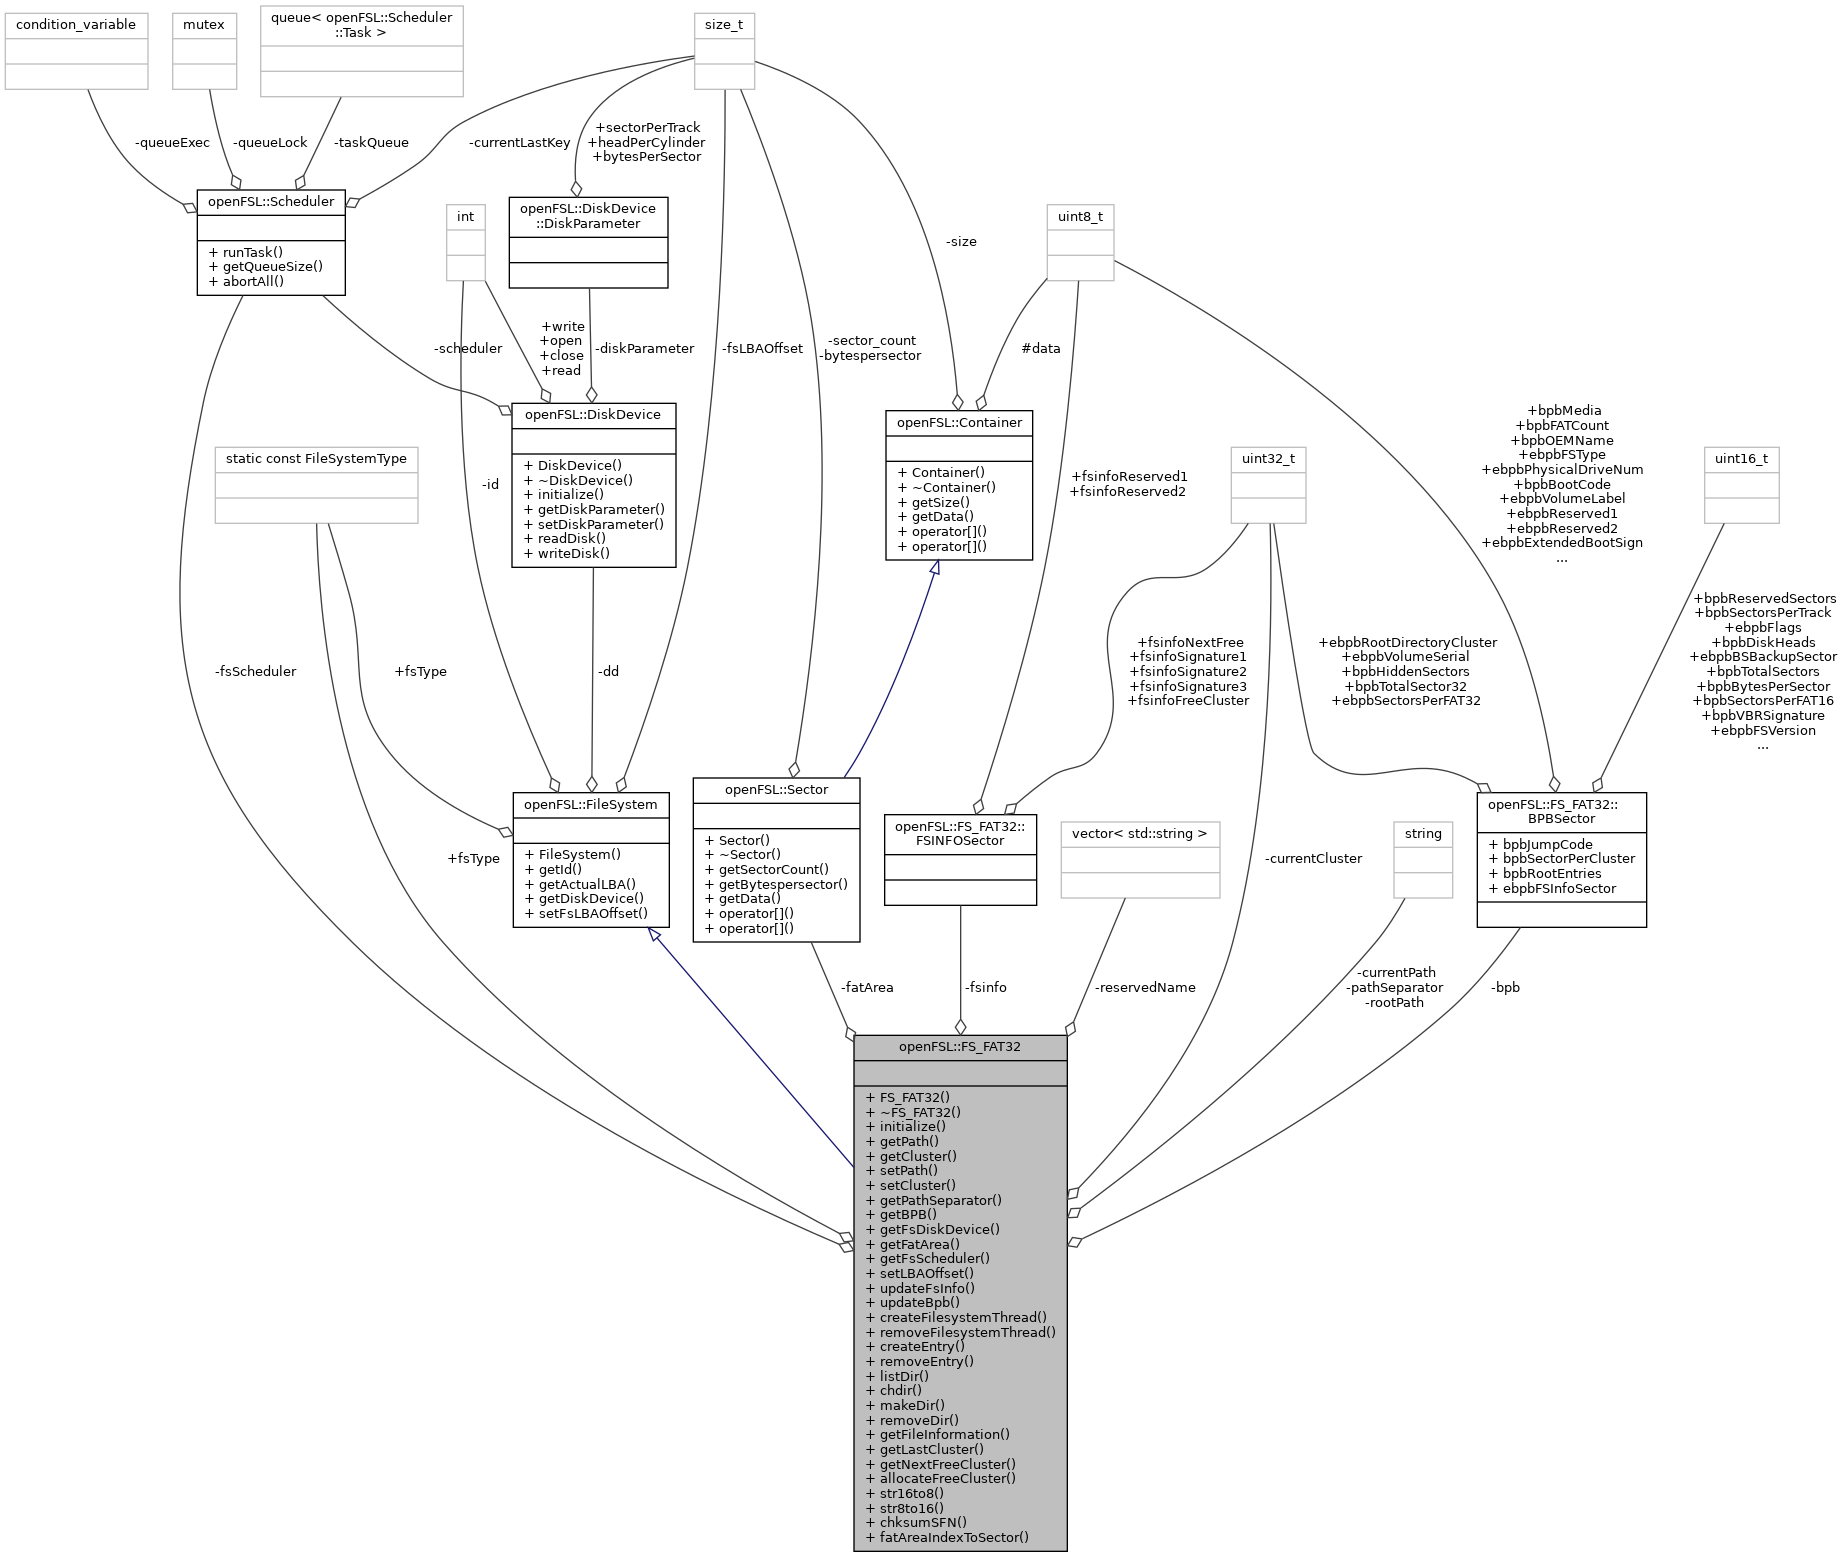 condition_variable
mutex
queue< openFSL::Scheduler
::Task >
size_t
-queueExec
-queueLock
-taskQueue
-currentLastKey
+sectorPerTrack
+headPerCylinder
+bytesPerSector
openFSL::Scheduler
+ runTask()
+ getQueueSize()
+ abortAll()
int
openFSL::DiskDevice
::DiskParameter
-size
uint8_t
-scheduler
+write
+open
+close
+read
-diskParameter
-fsLBAOffset
-sector_count
-bytespersector
#data
static const FileSystemType
-id
openFSL::DiskDevice
+ DiskDevice()
+ ~DiskDevice()
+ initialize()
+ getDiskParameter()
+ setDiskParameter()
+ readDisk()
+ writeDisk()
openFSL::Container
+ Container()
+ ~Container()
+ getSize()
+ getData()
+ operator[]()
+ operator[]()
+fsinfoReserved1
+fsinfoReserved2
uint32_t
+bpbMedia
+bpbFATCount
+bpbOEMName
+ebpbFSType
+ebpbPhysicalDriveNum
+bpbBootCode
+ebpbVolumeLabel
+ebpbReserved1
+ebpbReserved2
+ebpbExtendedBootSign
...
uint16_t
-fsScheduler
+fsType
-dd
+fsinfoNextFree
+fsinfoSignature1
+fsinfoSignature2
+fsinfoSignature3
+fsinfoFreeCluster
+ebpbRootDirectoryCluster
+ebpbVolumeSerial
+bpbHiddenSectors
+bpbTotalSector32
+ebpbSectorsPerFAT32
+bpbReservedSectors
+bpbSectorsPerTrack
+ebpbFlags
+bpbDiskHeads
+ebpbBSBackupSector
+bpbTotalSectors
+bpbBytesPerSector
+bpbSectorsPerFAT16
+bpbVBRSignature
+ebpbFSVersion
...
+fsType
openFSL::FileSystem
+ FileSystem()
+ getId()
+ getActualLBA()
+ getDiskDevice()
+ setFsLBAOffset()
openFSL::Sector
+ Sector()
+ ~Sector()
+ getSectorCount()
+ getBytespersector()
+ getData()
+ operator[]()
+ operator[]()
openFSL::FS_FAT32::
FSINFOSector
vector< std::string >
-currentCluster
string
openFSL::FS_FAT32::
BPBSector
+ bpbJumpCode
+ bpbSectorPerCluster
+ bpbRootEntries
+ ebpbFSInfoSector
-fatArea
-fsinfo
-reservedName
-currentPath
-pathSeparator
-rootPath
-bpb
openFSL::FS_FAT32
+ FS_FAT32()
+ ~FS_FAT32()
+ initialize()
+ getPath()
+ getCluster()
+ setPath()
+ setCluster()
+ getPathSeparator()
+ getBPB()
+ getFsDiskDevice()
+ getFatArea()
+ getFsScheduler()
+ setLBAOffset()
+ updateFsInfo()
+ updateBpb()
+ createFilesystemThread()
+ removeFilesystemThread()
+ createEntry()
+ removeEntry()
+ listDir()
+ chdir()
+ makeDir()
+ removeDir()
+ getFileInformation()
+ getLastCluster()
+ getNextFreeCluster()
+ allocateFreeCluster()
+ str16to8()
+ str8to16()
+ chksumSFN()
+ fatAreaIndexToSector()